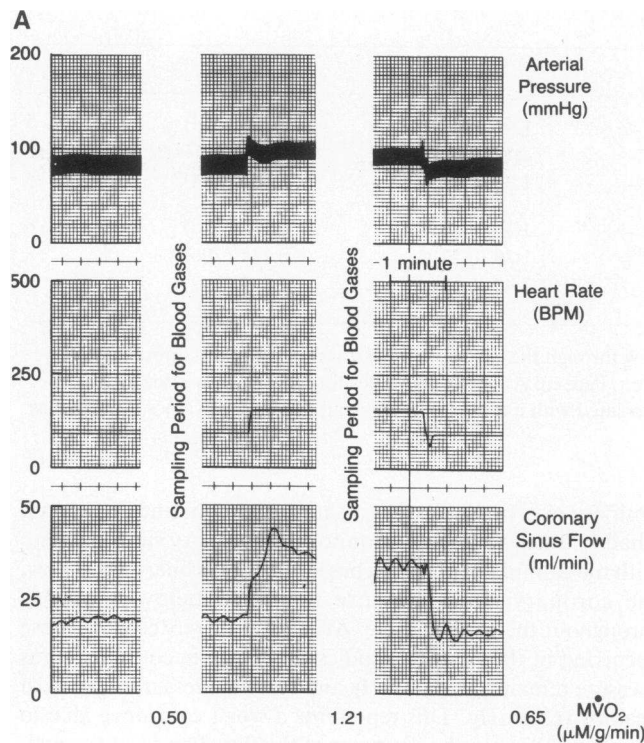 A
200
100
0
Arterial
Pressure
(mmHg)
Sampling Period for Blood Gases
Sampling Period for Blood Gases
1 minute
500
250
0
Heart Rate
(BPM)
50
25
0
Coronary
Sinus Flow
(ml/min)
0.50
1.21
0.65
MV̇O₂
(μM/g/min)